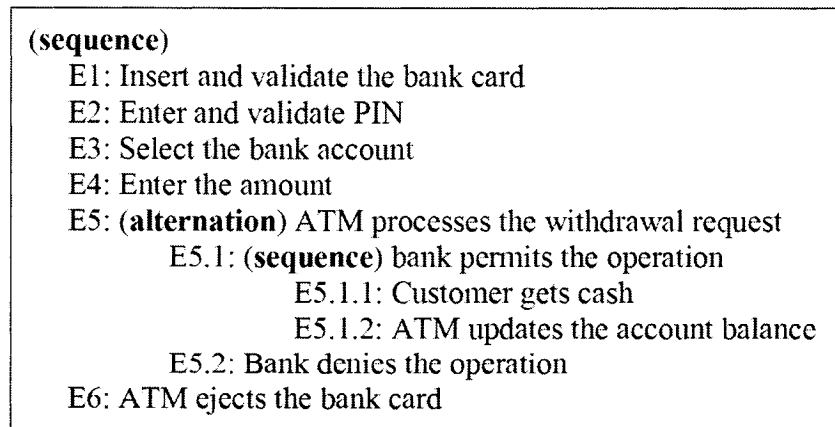 (sequence)
E1: Insert and validate the bank card
E2: Enter and validate PIN
E3: Select the bank account
E4: Enter the amount
E5: (alternation) ATM processes the withdrawal request
E5.1: (sequence) bank permits the operation
E5.1.1: Customer gets cash
E5.1.2: ATM updates the account balance
E5.2: Bank denies the operation
E6: ATM ejects the bank card